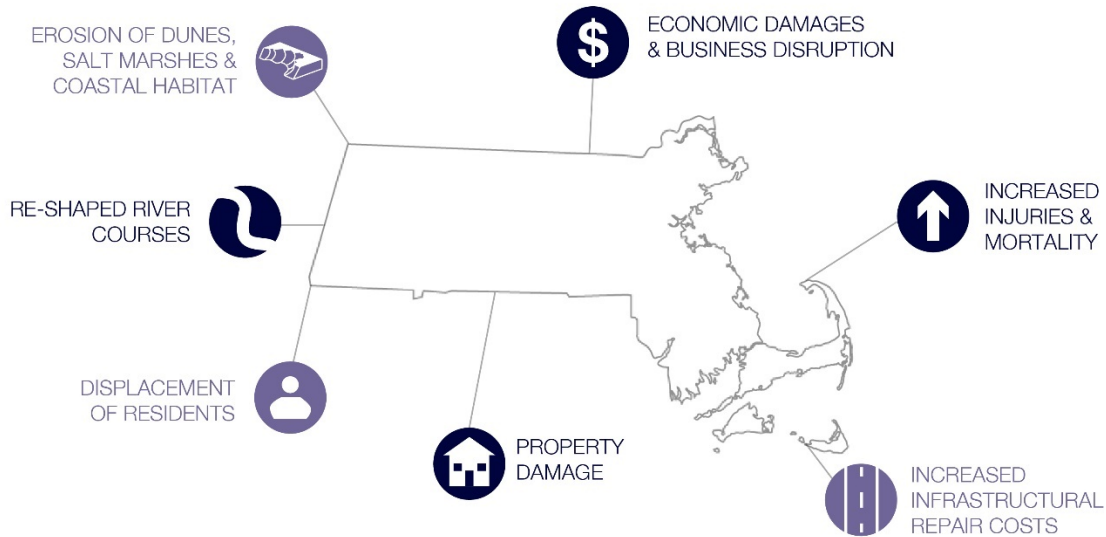 EROSION OF DUNES,
SALT MARSHES &
COASTAL HABITAT
$
ECONOMIC DAMAGES
& BUSINESS DISRUPTION
RE-SHAPED RIVER
COURSES
INCREASED
INJURIES &
MORTALITY
DISPLACEMENT
OF RESIDENTS
PROPERTY
DAMAGE
INCREASED
INFRASTRUCTURAL
REPAIR COSTS